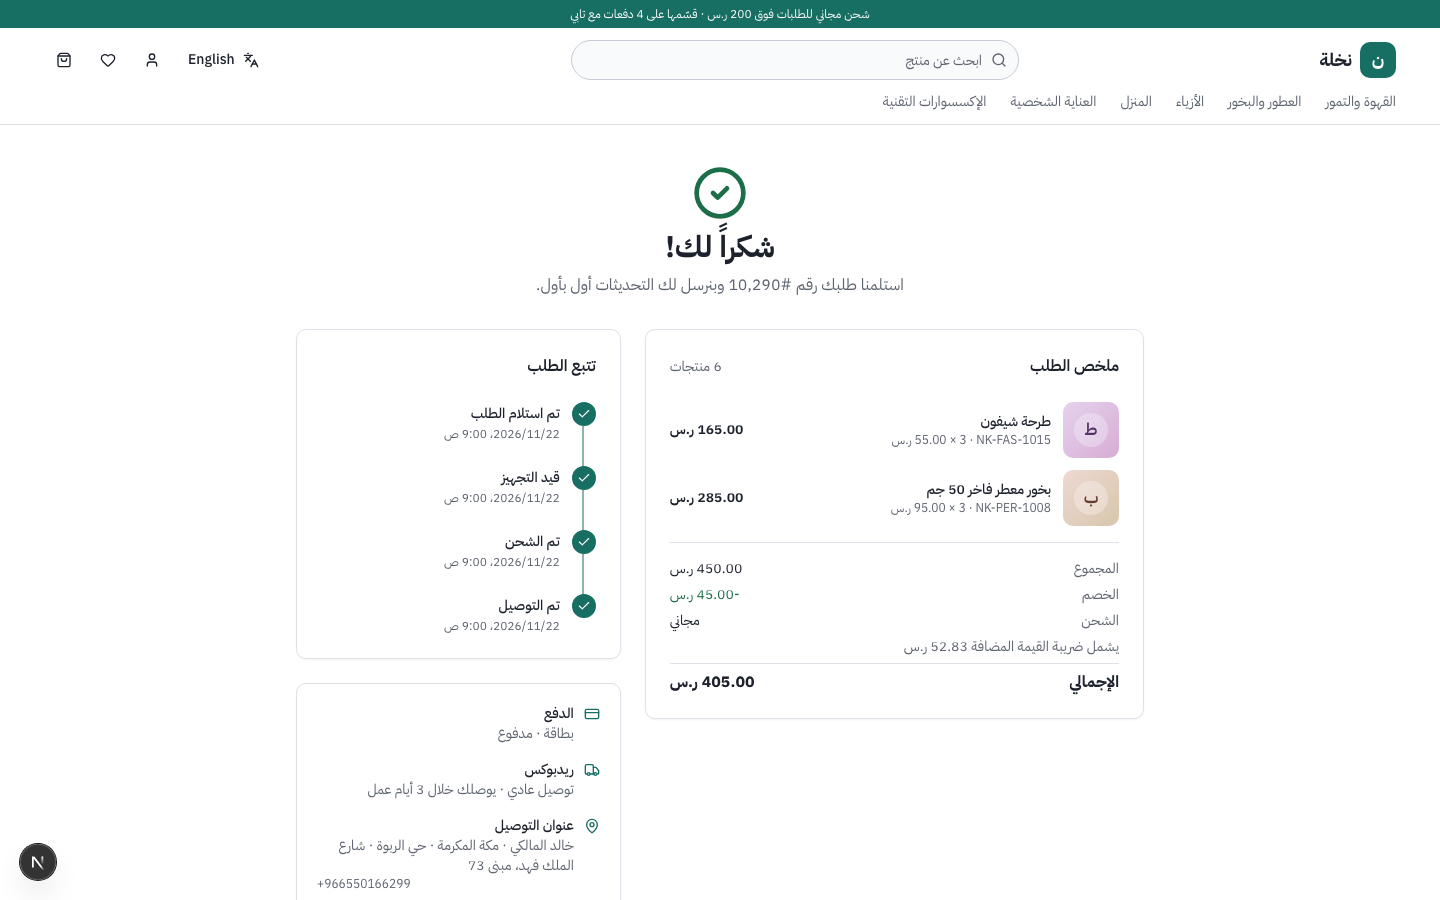 شحن مجاني للطلبات فوق 200 ر.س · قسّمها على 4 دفعات مع تابي
ن
نخلة
ابحث عن منتج
English
القهوة والتمور
العطور والبخور
الأزياء
المنزل
العناية الشخصية
الإكسسوارات التقنية
شكراً لك!
استلمنا طلبك رقم #10,290 وبنرسل لك التحديثات أول بأول.
ملخص الطلب
6 منتجات
ط
طرحة شيفون
NK-FAS-1015 · 3 × 55.00 ر.س
165.00 ر.س
ب
بخور معطر فاخر 50 جم
NK-PER-1008 · 3 × 95.00 ر.س
285.00 ر.س
المجموع
450.00 ر.س
الخصم
-45.00 ر.س
الشحن
مجاني
يشمل ضريبة القيمة المضافة 52.83 ر.س
الإجمالي
405.00 ر.س
تتبع الطلب
تم استلام الطلب
2026/11/22، 9:00 ص
قيد التجهيز
2026/11/22، 9:00 ص
تم الشحن
2026/11/22، 9:00 ص
تم التوصيل
2026/11/22، 9:00 ص
الدفع
بطاقة · مدفوع
ريدبوكس
توصيل عادي · يوصلك خلال 3 أيام عمل
عنوان التوصيل
خالد المالكي · مكة المكرمة · حي الربوة · شارع
الملك فهد، مبنى 73
+966550166299
N